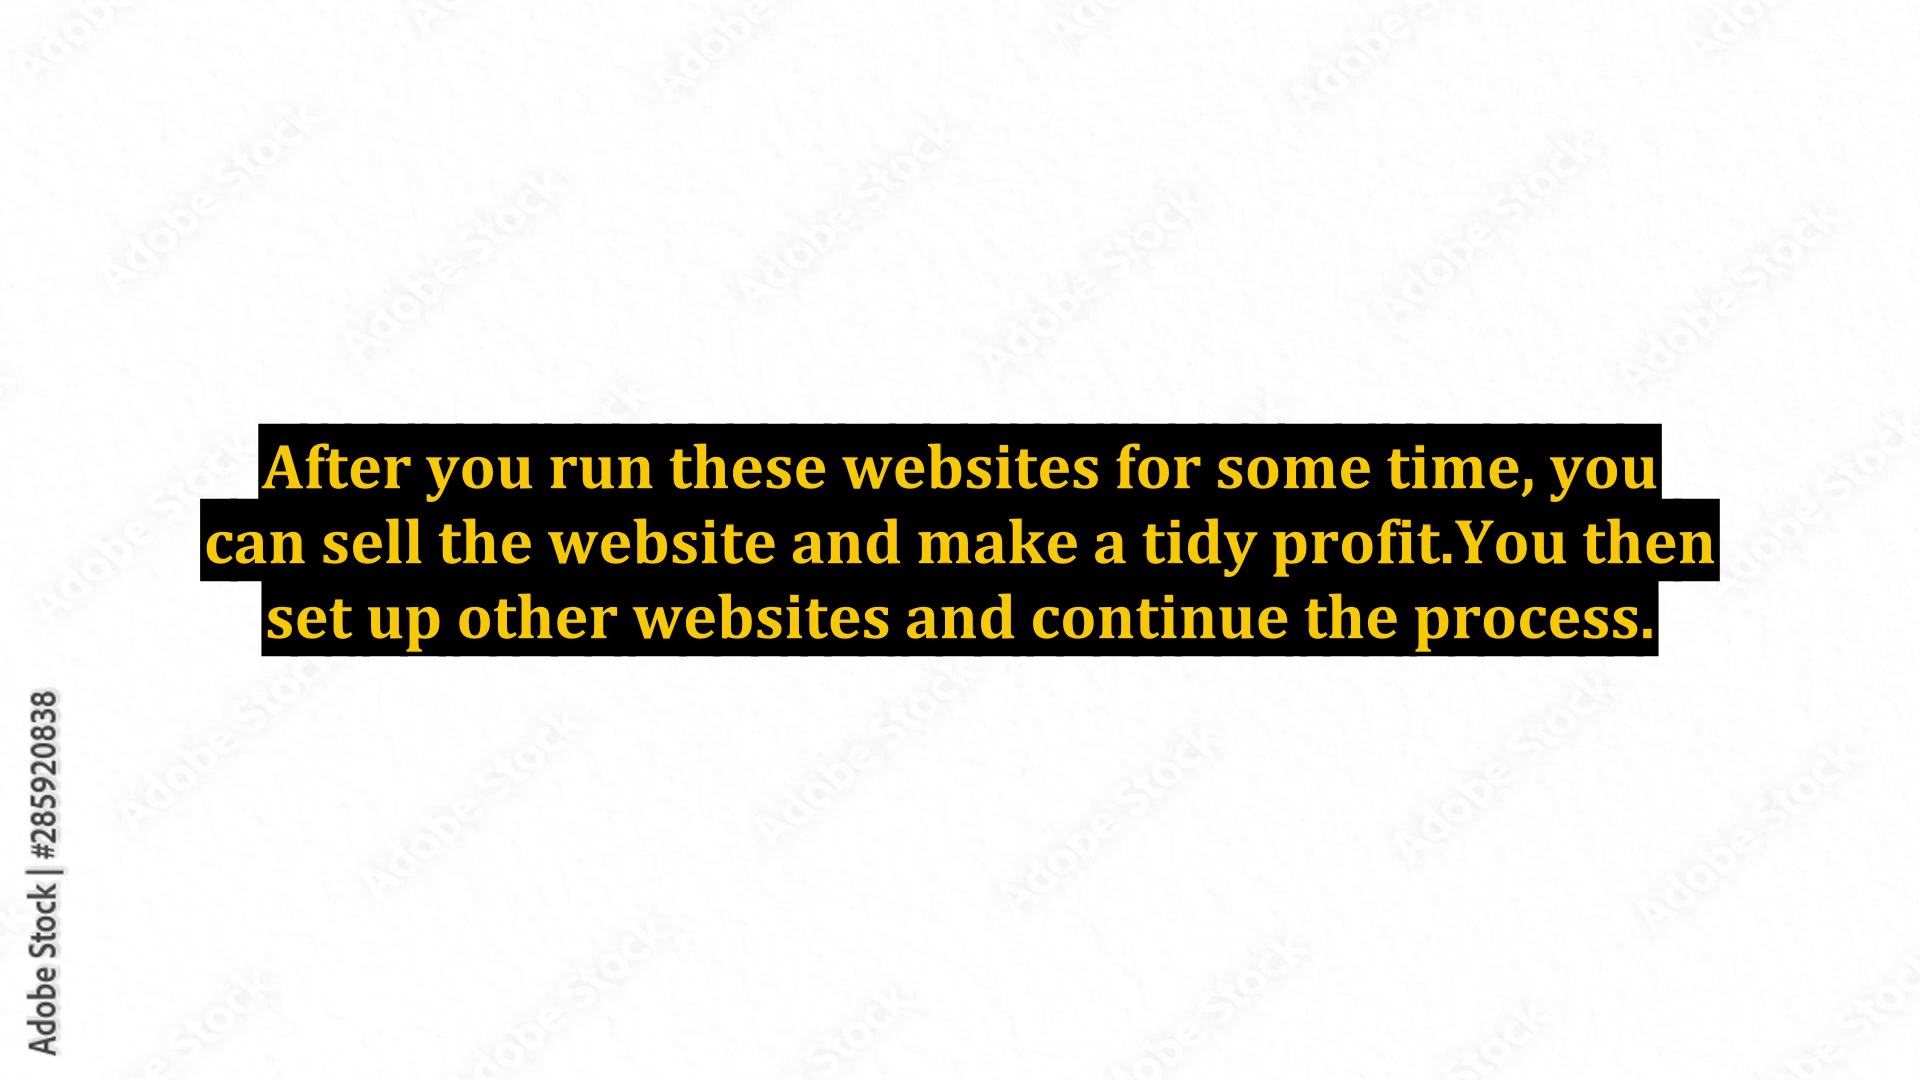 After you run these websites for some time, you
can sell the website and make a tidy profit.You then
set up other websites and continue the process.
Adobe Stock | #285920838